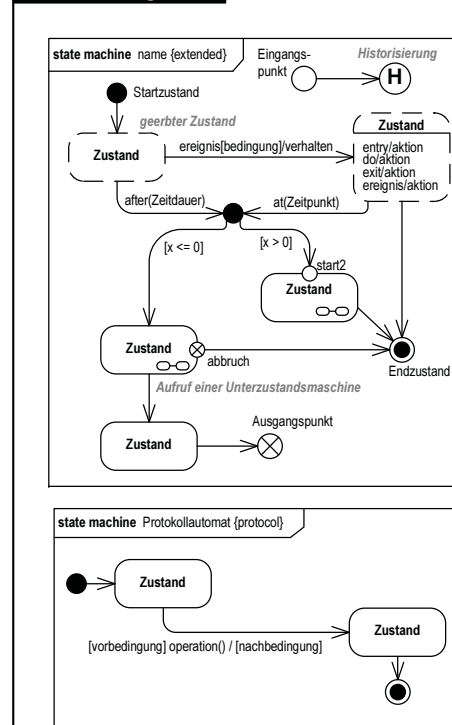 state machine name {extended}
Eingangs-
punkt
Historisierung
H
Startzustand
geerbter Zustand
Zustand
ereignis[bedingung]/verhalten
Zustand
entry/aktion
do/aktion
exit/aktion
ereignis/aktion
after(Zeitdauer)
at(Zeitpunkt)
[x <= 0]
[x > 0]
start2
Zustand
Zustand
abbruch
Endzustand
Aufruf einer Unterzustandsmaschine
Zustand
Ausgangspunkt
state machine Protokollautomat {protocol}
Zustand
Zustand
[vorbedingung] operation() / [nachbedingung]